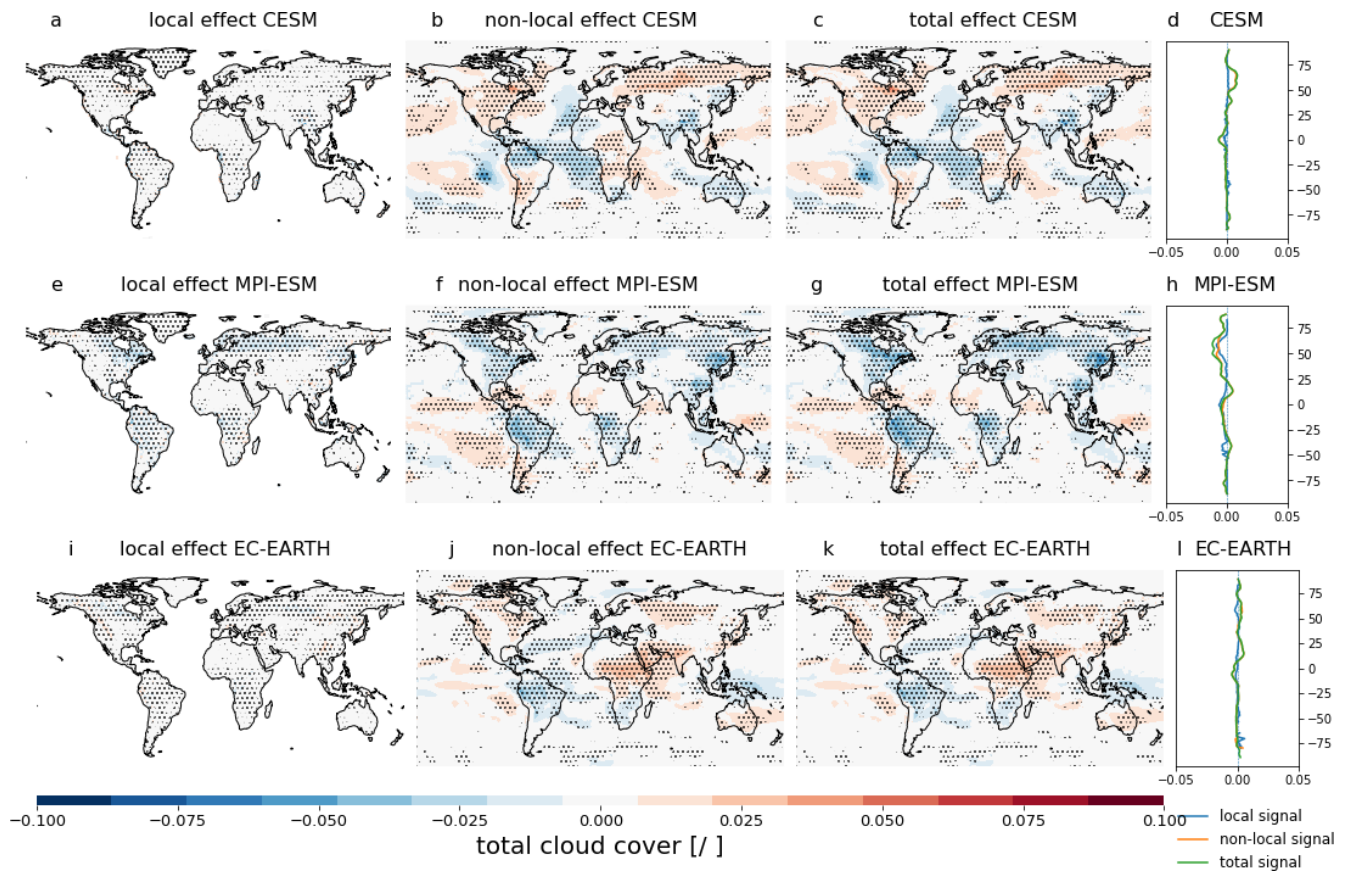 a local effect CESM
b non-local effect CESM
c total effect CESM
d CESM
75
50
25
0
−25
−50
−75
−0.05 0.00 0.05
e local effect MPI-ESM
f non-local effect MPI-ESM
g total effect MPI-ESM
h MPI-ESM
75
50
25
0
−25
−50
−75
−0.05 0.00 0.05
i local effect EC-EARTH
j non-local effect EC-EARTH
k total effect EC-EARTH
l EC-EARTH
75
50
25
0
−25
−50
−75
−0.05 0.00 0.05
−0.100 −0.075 −0.050 −0.025 0.000 0.025 0.050 0.075 0.100
total cloud cover [/ ]
local signal
non-local signal
total signal